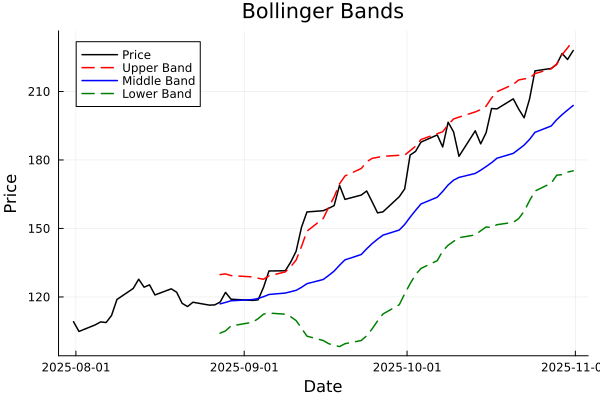 Bollinger Bands
Price
Upper Band
Middle Band
Lower Band
210
180
150
120
Price
2025-08-01
2025-09-01
2025-10-01
2025-11-0
Date